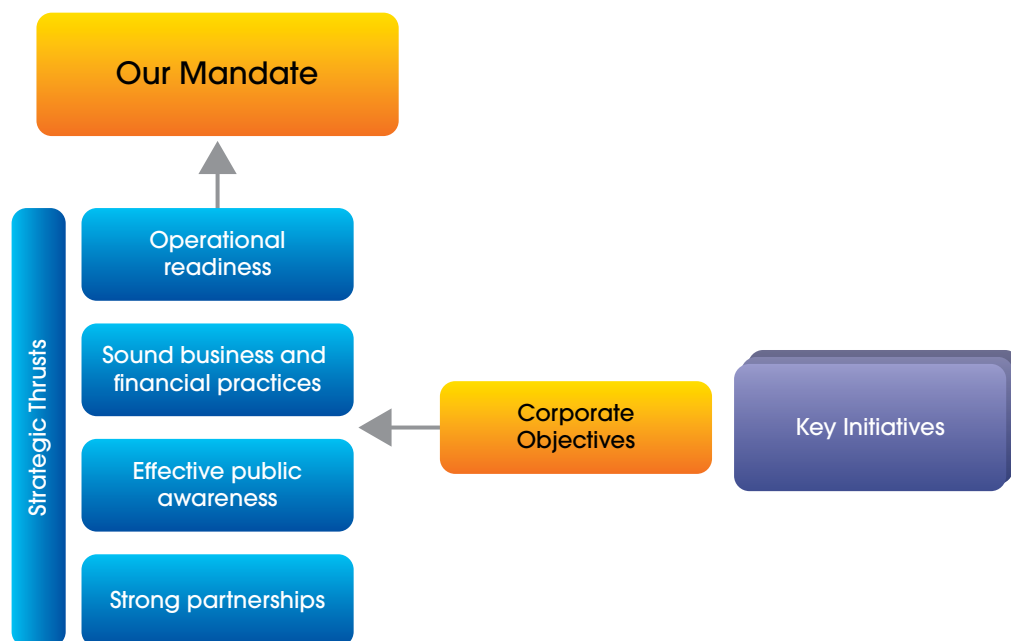 Our Mandate
Strategic Thrusts
Operational
readiness
Sound business and
financial practices
Effective public
awareness
Strong partnerships
Corporate
Objectives
Key Initiatives